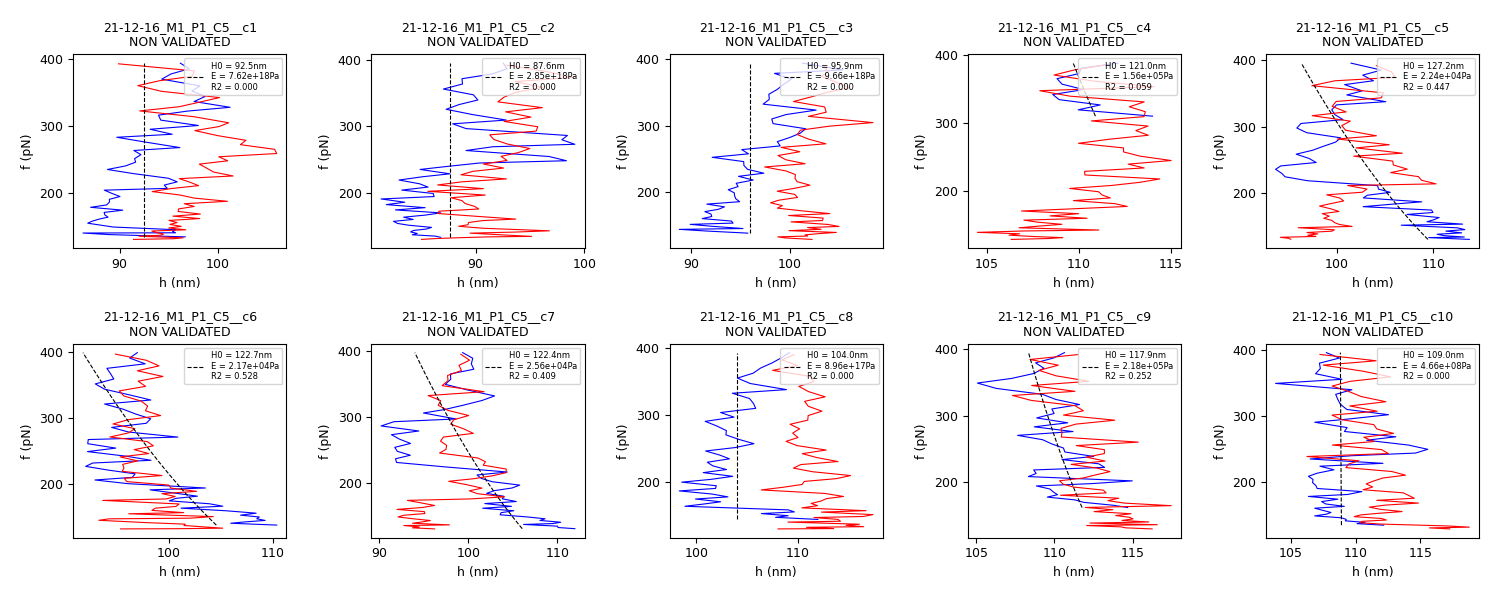 21-12-16_M1_P1_C5__c1
NON VALIDATED
H0 = 92.5nm
E = 7.62e+18Pa
R2 = 0.000
f (pN)
400
300
200
90 100
h (nm)
21-12-16_M1_P1_C5__c2
NON VALIDATED
H0 = 87.6nm
E = 2.85e+18Pa
R2 = 0.000
f (pN)
400
300
200
90 100
h (nm)
21-12-16_M1_P1_C5__c3
NON VALIDATED
H0 = 95.9nm
E = 9.66e+18Pa
R2 = 0.000
f (pN)
400
300
200
90 100
h (nm)
21-12-16_M1_P1_C5__c4
NON VALIDATED
H0 = 121.0nm
E = 1.56e+05Pa
R2 = 0.059
f (pN)
400
300
200
105 110 115
h (nm)
21-12-16_M1_P1_C5__c5
NON VALIDATED
H0 = 127.2nm
E = 2.24e+04Pa
R2 = 0.447
f (pN)
400
300
200
100 110
h (nm)
21-12-16_M1_P1_C5__c6
NON VALIDATED
H0 = 122.7nm
E = 2.17e+04Pa
R2 = 0.528
f (pN)
400
300
200
100 110
h (nm)
21-12-16_M1_P1_C5__c7
NON VALIDATED
H0 = 122.4nm
E = 2.56e+04Pa
R2 = 0.409
f (pN)
400
300
200
90 100 110
h (nm)
21-12-16_M1_P1_C5__c8
NON VALIDATED
H0 = 104.0nm
E = 8.96e+17Pa
R2 = 0.000
f (pN)
400
300
200
100 110
h (nm)
21-12-16_M1_P1_C5__c9
NON VALIDATED
H0 = 117.9nm
E = 2.18e+05Pa
R2 = 0.252
f (pN)
400
300
200
105 110 115
h (nm)
21-12-16_M1_P1_C5__c10
NON VALIDATED
H0 = 109.0nm
E = 4.66e+08Pa
R2 = 0.000
f (pN)
400
300
200
105 110 115
h (nm)